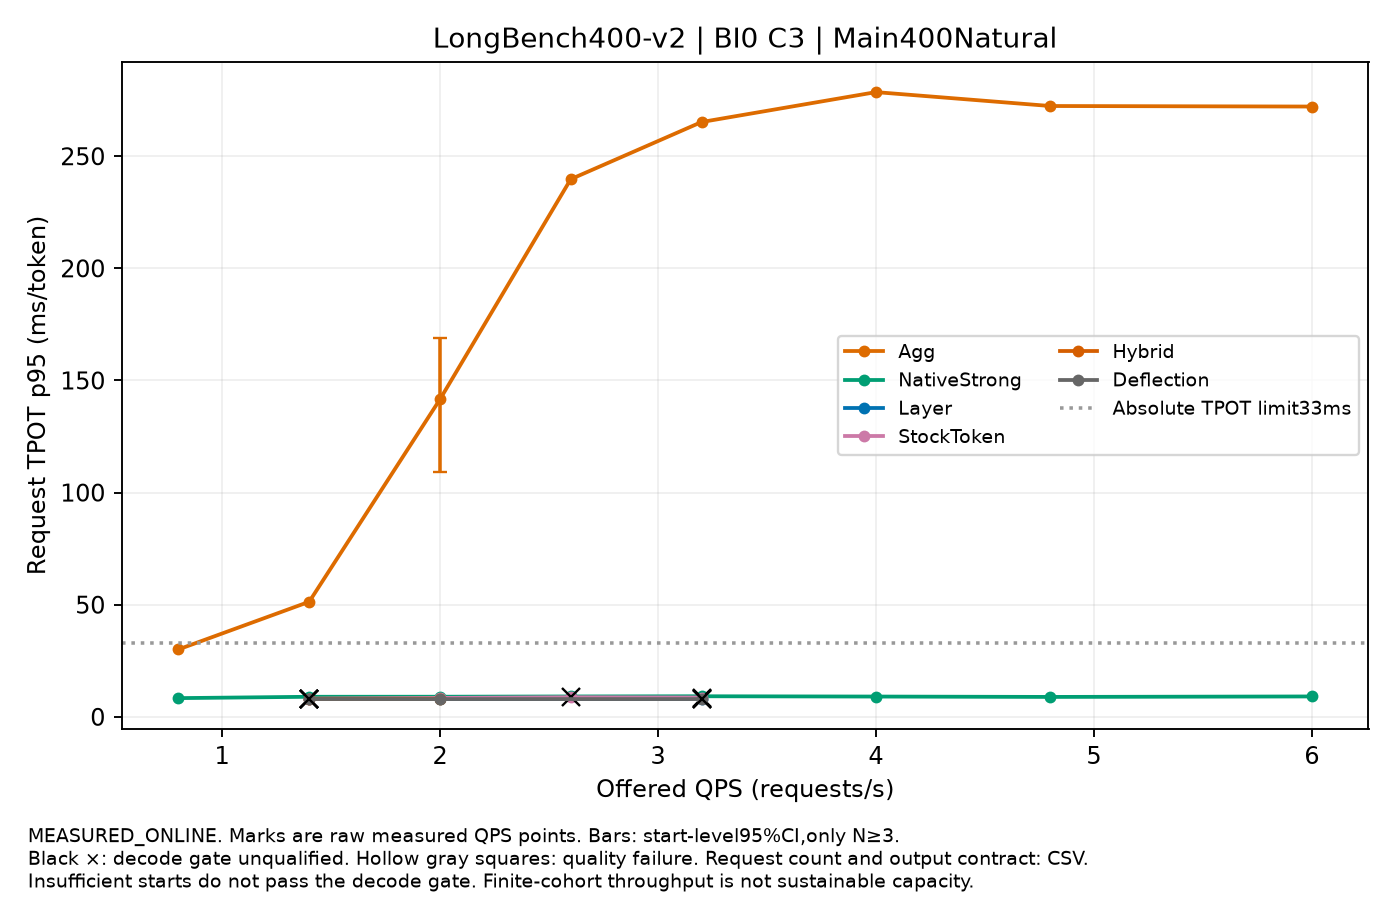 LongBench400-v2 | BI0 C3 | Main400Natural
Request TPOT p95 (ms/token)
250
200
150
100
50
0
Agg
NativeStrong
Layer
StockToken
Hybrid
Deflection
Absolute TPOT limit33ms
1 2 3 4 5 6
Offered QPS (requests/s)
MEASURED_ONLINE. Marks are raw measured QPS points. Bars: start-level95%CI,only N≥3.
Black ×: decode gate unqualified. Hollow gray squares: quality failure. Request count and output contract: CSV.
Insufficient starts do not pass the decode gate. Finite-cohort throughput is not sustainable capacity.